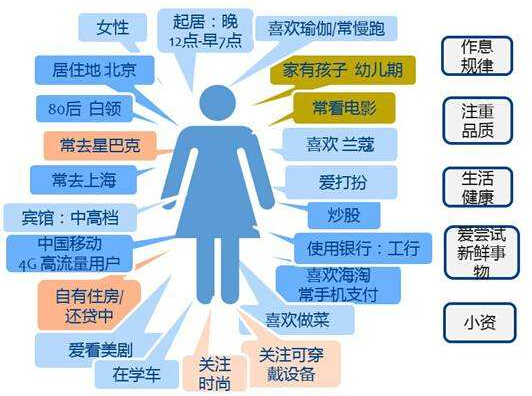 女性
起居：晚
12点-早7点
喜欢瑜伽/常慢跑
居住地 北京
家有孩子 幼儿期
80后 白领
常看电影
常去星巴克
喜欢 兰蔻
常去上海
爱打扮
宾馆：中高档
炒股
中国移动
4G 高流量用户
使用银行：工行
自有住房/
还贷中
喜欢海淘
常手机支付
爱看美剧
喜欢做菜
在学车
关注
时尚
关注可穿
戴设备
作息
规律
注重
品质
生活
健康
爱尝试
新鲜事
物
小资